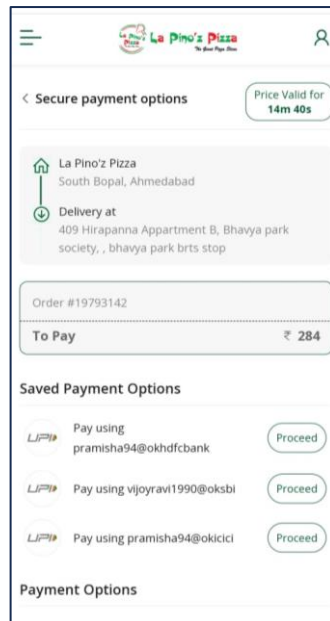 La Pino'z Pizza
Secure payment options
Price Valid for
14m 40s
La Pino'z Pizza
South Bopal, Ahmedabad
Delivery at
409 Hirapanna Appartment B, Bhavya park
society, , bhavya park brts stop
Order #19793142
To Pay ₹ 284
Saved Payment Options
UPI
Pay using
pramisha94@okhdfcbank
Proceed
UPI
Pay using vijoyravi1990@oksbi
Proceed
UPI
Pay using pramisha94@okicici
Proceed
Payment Options